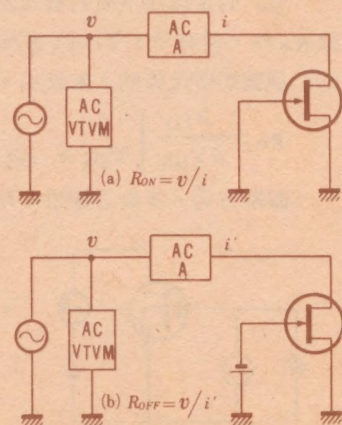 v
AC
A
i
AC
VTVM
(a) RON = v/i
v
AC
A
i'
AC
VTVM
(b) ROFF = v/i'